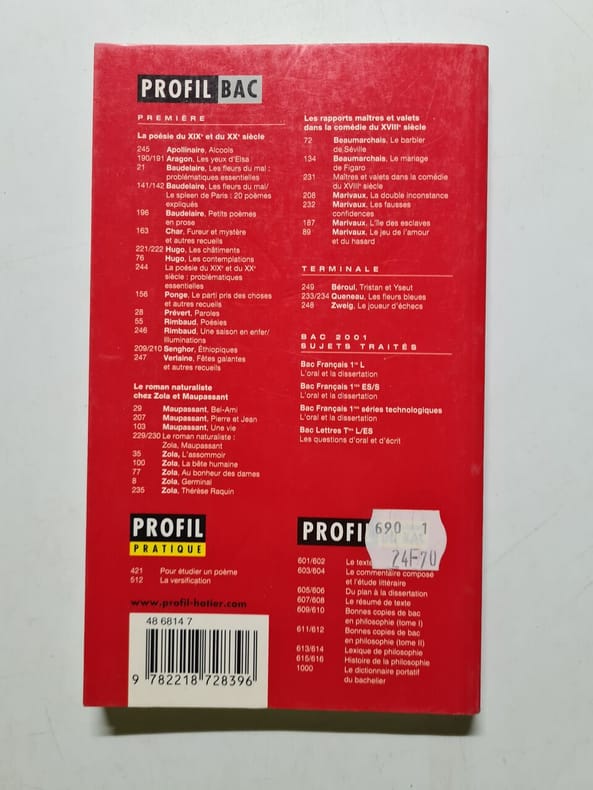 PROFIL BAC
PREMIÈRE
La poésie du XIXe et du XXe siècle
245 Apollinaire, Alcools
190/191 Aragon, Les yeux d'Elsa
21 Baudelaire, Les fleurs du mal :
problématiques essentielles
141/142 Baudelaire, Les fleurs du mal/
Le spleen de Paris : 20 poèmes
expliqués
196 Baudelaire, Petits poèmes
en prose
163 Char, Fureur et mystère
et autres recueils
221/222 Hugo, Les châtiments
76 Hugo, Les contemplations
244 La poésie du XIXe et du XXe
siècle : problématiques
essentielles
156 Ponge, Le parti pris des choses
et autres recueils
28 Prévert, Paroles
55 Rimbaud, Poésies
246 Rimbaud, Une saison en enfer/
Illuminations
209/210 Senghor, Éthiopiques
247 Verlaine, Fêtes galantes
et autres recueils
Le roman naturaliste
chez Zola et Maupassant
29 Maupassant, Bel-Ami
207 Maupassant, Pierre et Jean
103 Maupassant, Une vie
229/230 Le roman naturaliste :
Zola, Maupassant
35 Zola, L'assommoir
100 Zola, La bête humaine
77 Zola, Au bonheur des dames
8 Zola, Germinal
235 Zola, Thérèse Raquin
Les rapports maîtres et valets
dans la comédie du XVIIIe siècle
72 Beaumarchais, Le barbier
de Séville
134 Beaumarchais, Le mariage
de Figaro
231 Maîtres et valets dans la comédie
du XVIIIe siècle
208 Marivaux, La double inconstance
232 Marivaux, Les fausses
confidences
187 Marivaux, L'île des esclaves
89 Marivaux, Le jeu de l'amour
et du hasard
TERMINALE
249 Béroul, Tristan et Yseut
233/234 Queneau, Les fleurs bleues
248 Zweig, Le joueur d'échecs
BAC 2001
SUJETS TRAITÉS
Bac Français 1re L
L'oral et la dissertation
Bac Français 1res ES/S
L'oral et la dissertation
Bac Français 1res séries technologiques
L'oral et la dissertation
Bac Lettres Tles L/ES
Les questions d'oral et d'écrit
PROFIL
PRATIQUE
421 Pour étudier un poème
512 La versification
www.profil-hatier.com
48 6814 7
9 782218 728396
PROFIL
690 1
24F70
601/602 Le texte
603/604 Le commentaire composé
et l'étude littéraire
605/606 Du plan à la dissertation
607/608 Le résumé de texte
609/610 Bonnes copies de bac
en philosophie (tome I)
611/612 Bonnes copies de bac
en philosophie (tome II)
613/614 Lexique de philosophie
615/616 Histoire de la philosophie
1000 Le dictionnaire portatif
du bachelier